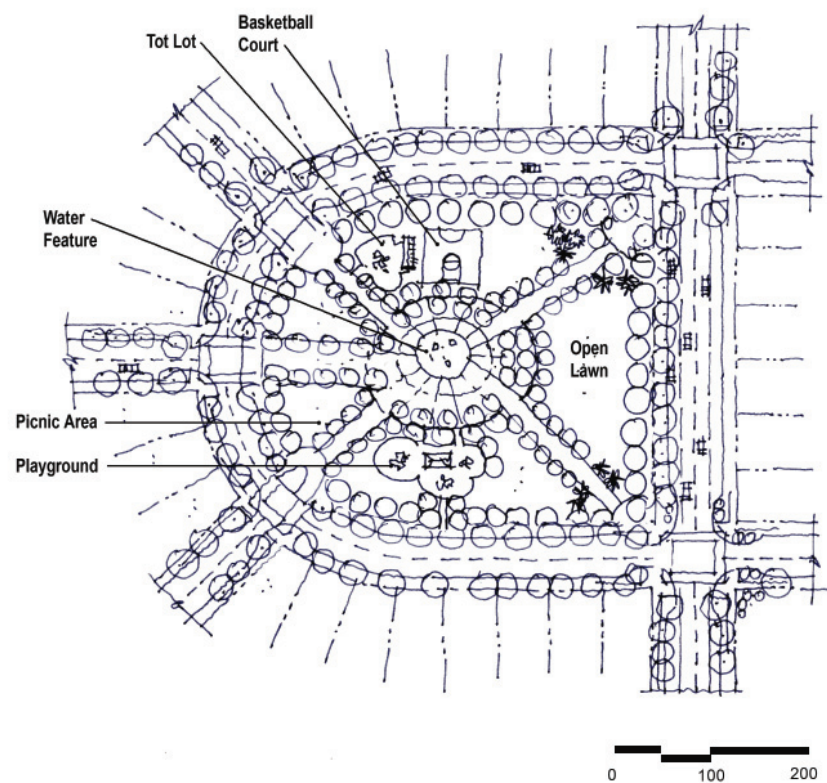 Basketball
Court
Tot Lot
Water
Feature
Open
Lawn
Picnic Area
Playground
0 100 200